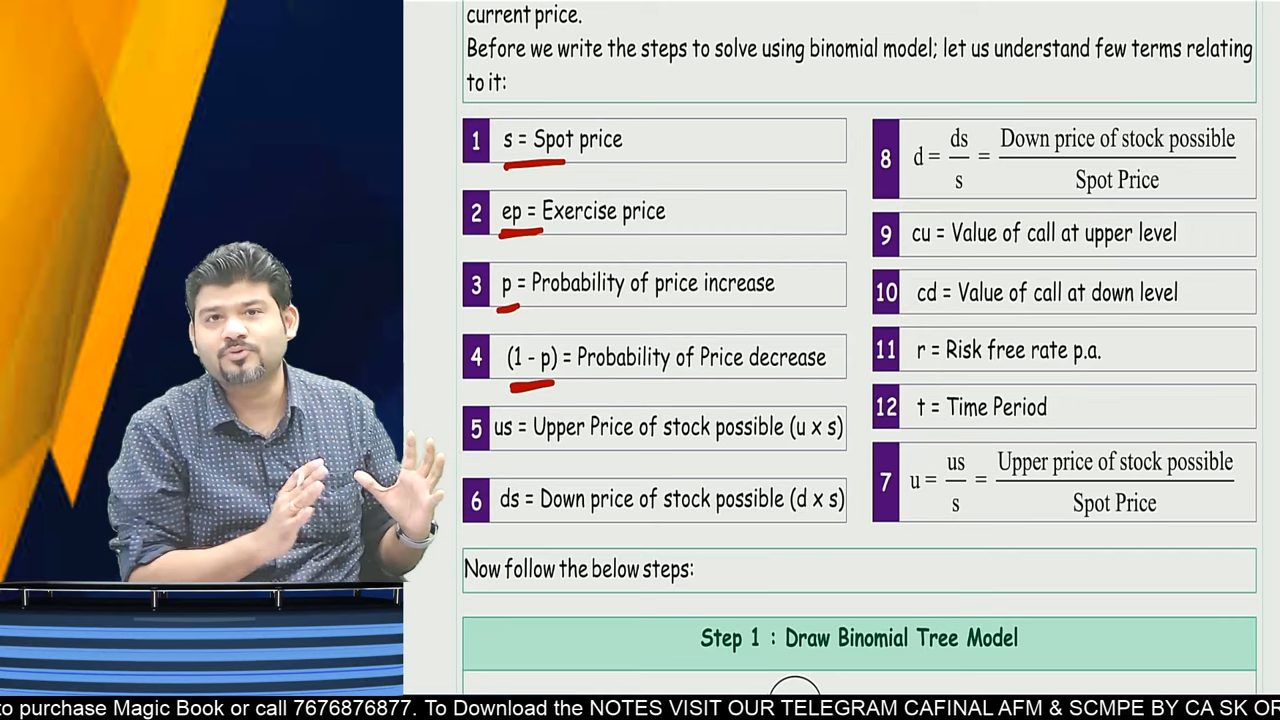 current price.
Before we write the steps to solve using binomial model; let us understand few terms relating
to it:
1 s = Spot price
2 ep = Exercise price
3 p = Probability of price increase
4 (1 - p) = Probability of Price decrease
5 us = Upper Price of stock possible (u x s)
6 ds = Down price of stock possible (d x s)
8 d = ds/s = Down price of stock possible/Spot Price
9 cu = Value of call at upper level
10 cd = Value of call at down level
11 r = Risk free rate p.a.
12 t = Time Period
7 u = us/s = Upper price of stock possible/Spot Price
Now follow the below steps:
Step 1 : Draw Binomial Tree Model
to purchase Magic Book or call 7676876877. To Download the NOTES VISIT OUR TELEGRAM CAFINAL AFM & SCMPE BY CA SK OR